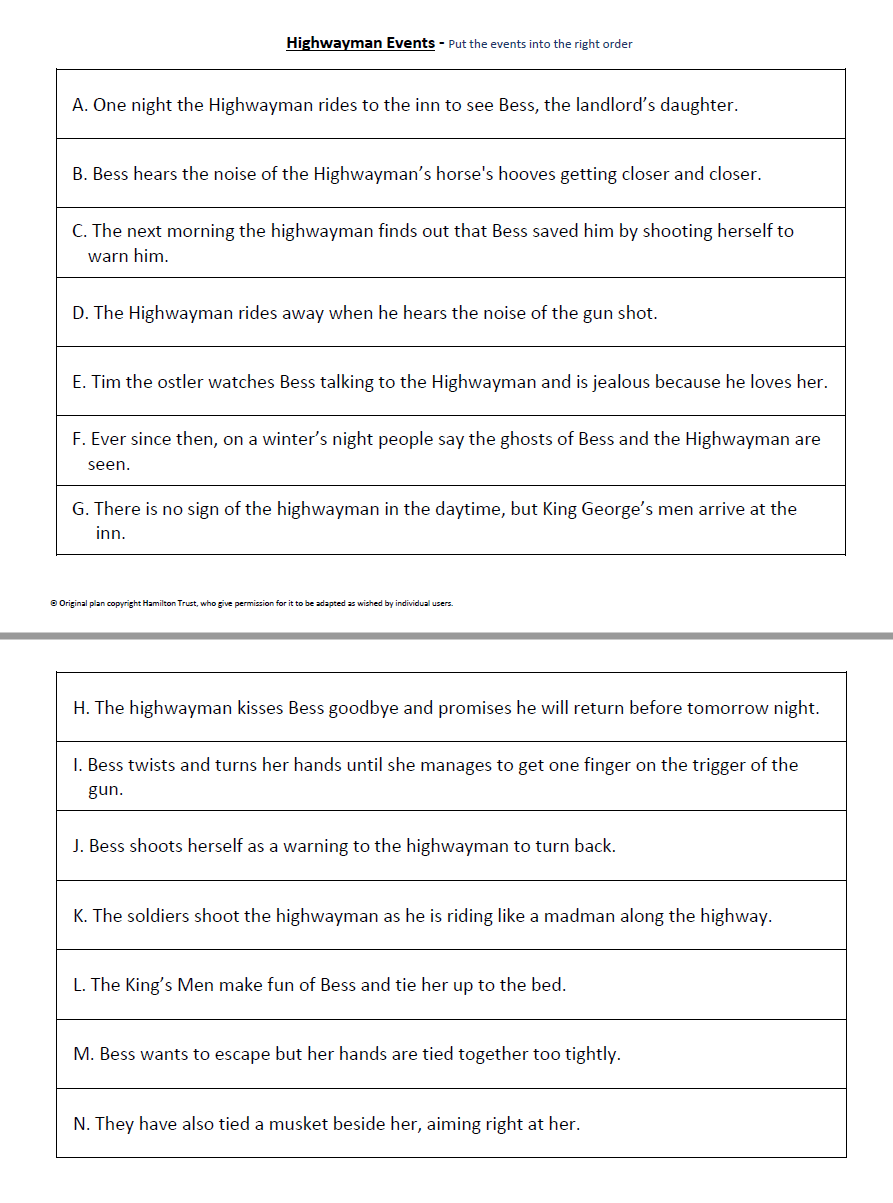 Highwayman Events - Put the events into the right order
A. One night the Highwayman rides to the inn to see Bess, the landlord’s daughter.
B. Bess hears the noise of the Highwayman’s horse's hooves getting closer and closer.
C. The next morning the highwayman finds out that Bess saved him by shooting herself to
warn him.
D. The Highwayman rides away when he hears the noise of the gun shot.
E. Tim the ostler watches Bess talking to the Highwayman and is jealous because he loves her.
F. Ever since then, on a winter’s night people say the ghosts of Bess and the Highwayman are
seen.
G. There is no sign of the highwayman in the daytime, but King George’s men arrive at the
inn.
© Original plan copyright Hamilton Trust, who give permission for it to be adapted as wished by individual users.
H. The highwayman kisses Bess goodbye and promises he will return before tomorrow night.
I. Bess twists and turns her hands until she manages to get one finger on the trigger of the
gun.
J. Bess shoots herself as a warning to the highwayman to turn back.
K. The soldiers shoot the highwayman as he is riding like a madman along the highway.
L. The King’s Men make fun of Bess and tie her up to the bed.
M. Bess wants to escape but her hands are tied together too tightly.
N. They have also tied a musket beside her, aiming right at her.